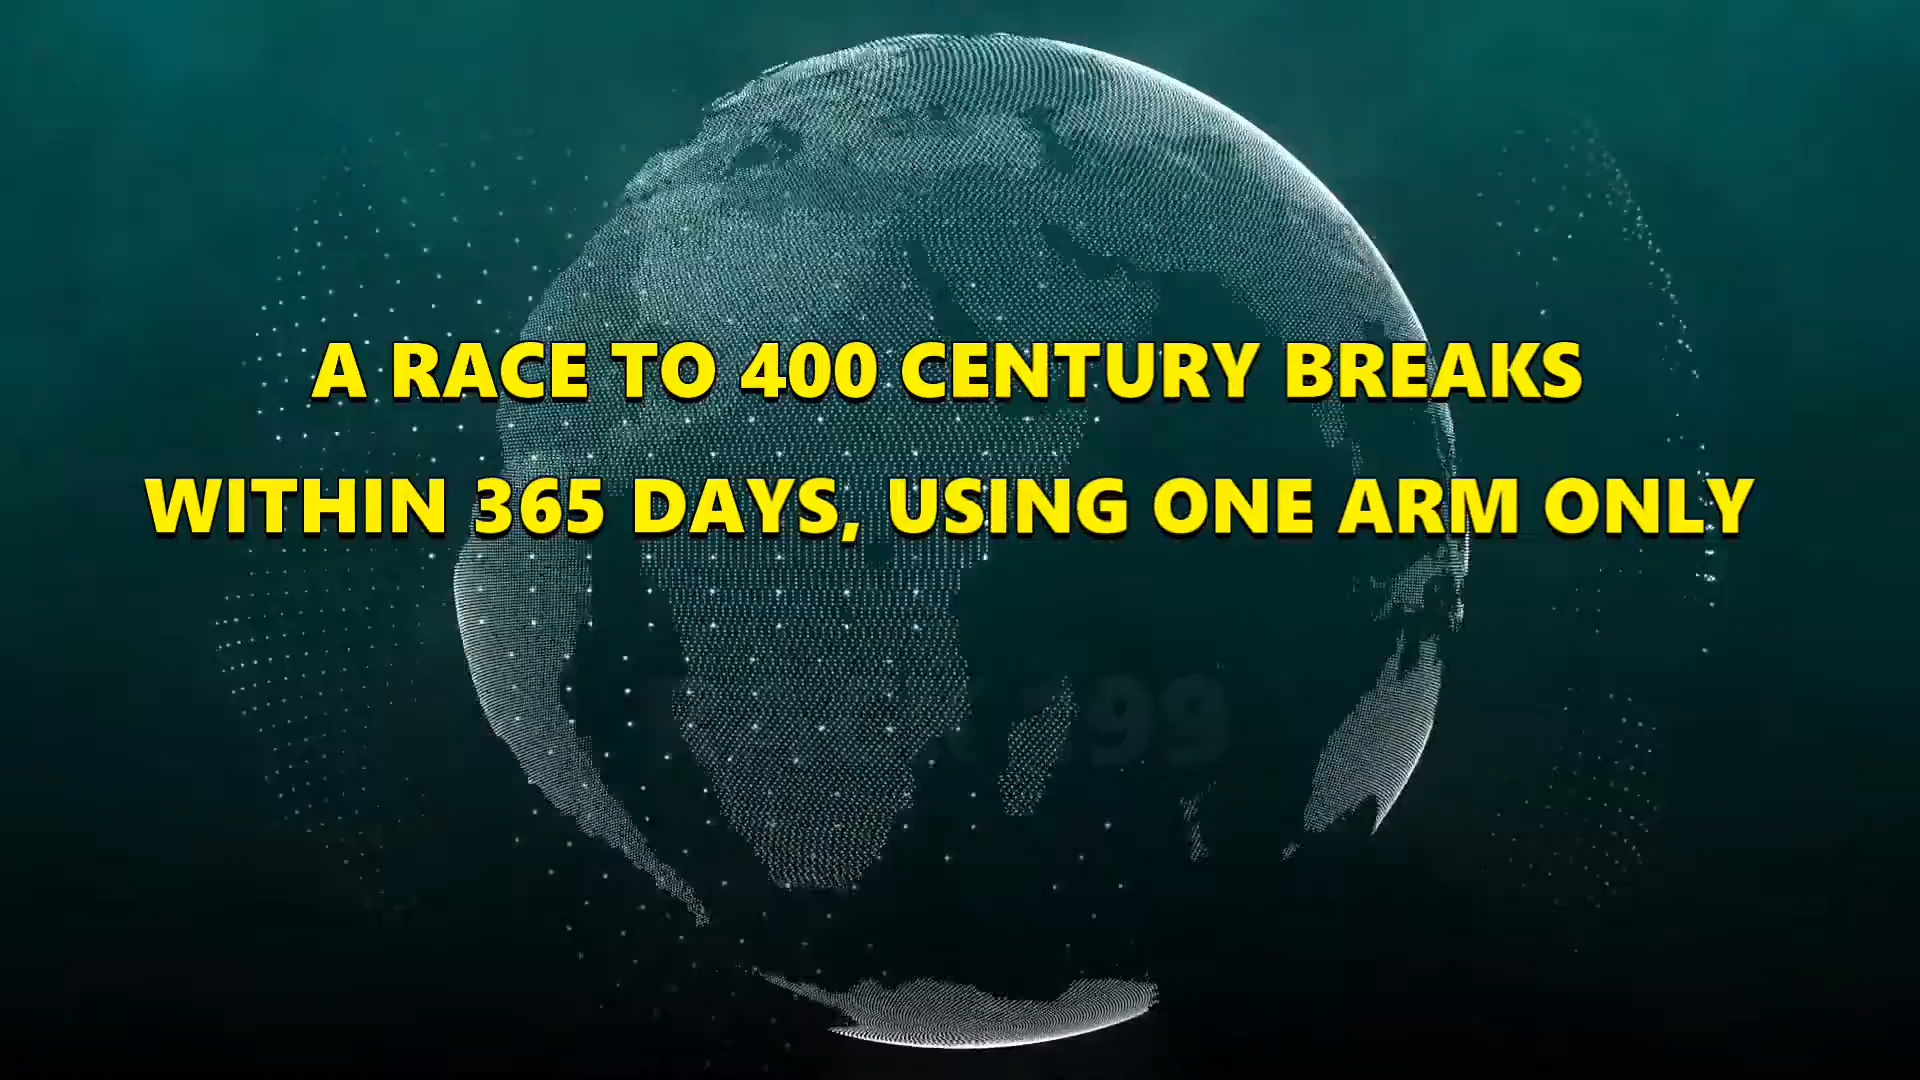 A RACE TO 400 CENTURY BREAKS
WITHIN 365 DAYS, USING ONE ARM ONLY